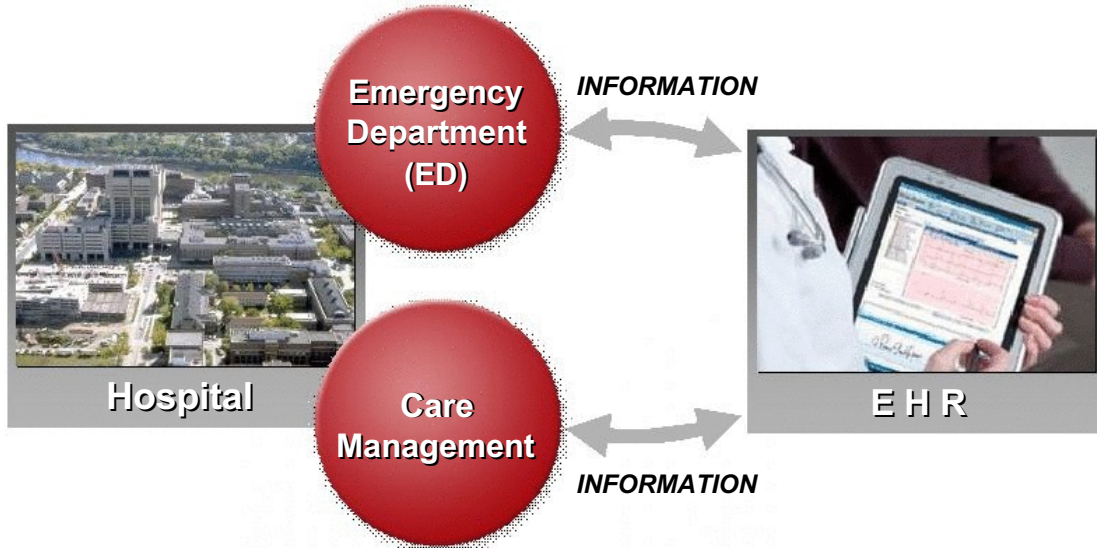 Emergency
Department
(ED)
INFORMATION
Hospital
Care
Management
E H R
INFORMATION